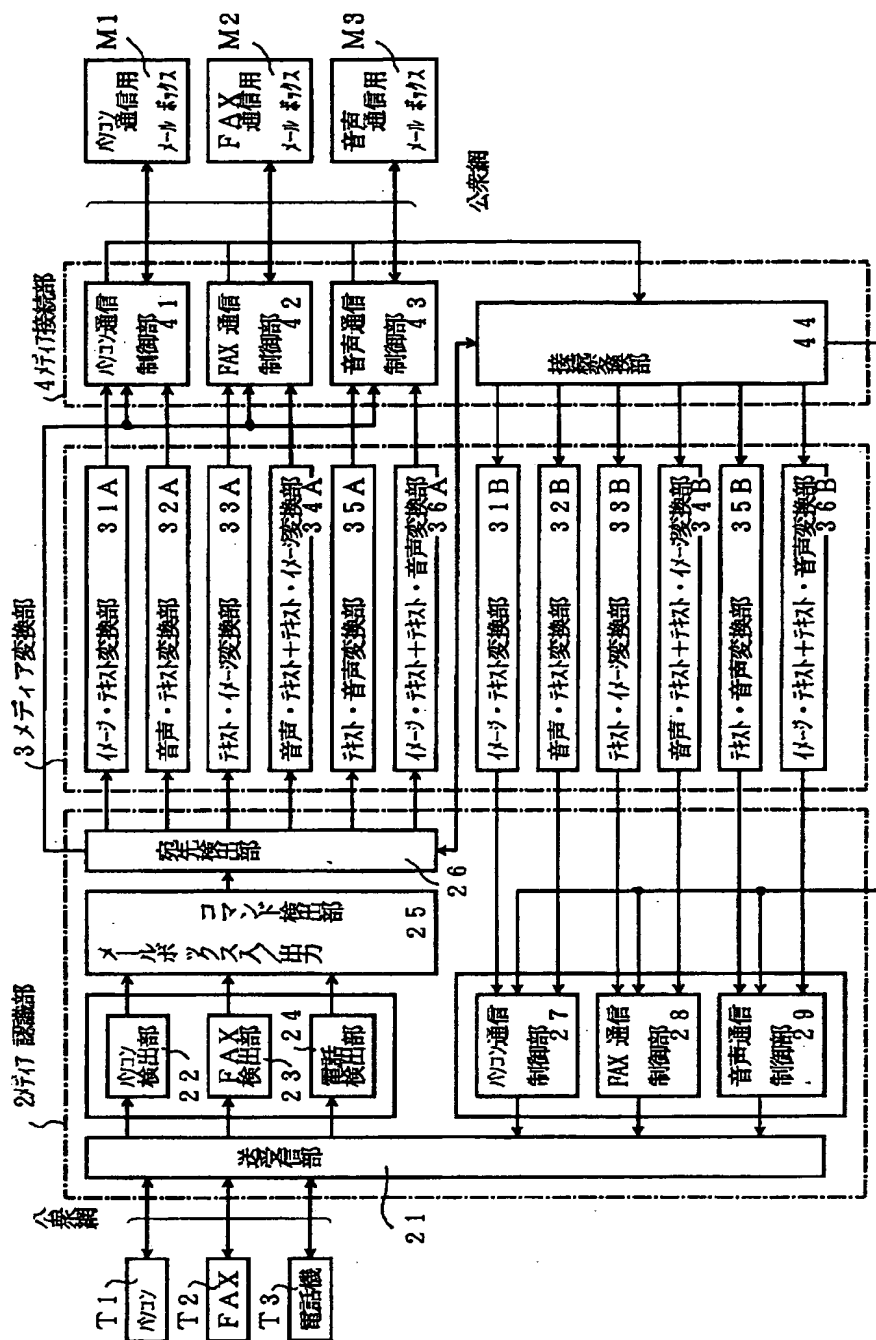 公衆網
T1
パソコン
T2
FAX
T3
電話機
2メディア認識部
送受信部
21
パソコン
検出部
22
FAX
検出部
23
電話
検出部
24
メールボックス入/出力
コマンド検出部
25
宛先検出部
26
パソコン通信
制御部
27
FAX通信
制御部
28
音声通信
制御部
29
3メディア変換部
イメージ・テキスト変換部 31A
音声・テキスト変換部 32A
テキスト・イメージ変換部 33A
音声・テキスト+テキスト・イメージ変換部
34A
テキスト・音声変換部 35A
イメージ・テキスト+テキスト・音声変換部
36A
イメージ・テキスト変換部 31B
音声・テキスト変換部 32B
テキスト・イメージ変換部 33B
音声・テキスト+テキスト・イメージ変換部
34B
テキスト・音声変換部 35B
イメージ・テキスト+テキスト・音声変換部
36B
4メディア接続部
パソコン通信
制御部
41
FAX通信
制御部
42
音声通信
制御部
43
接続変換部
44
公衆網
パソコン
通信用
メールボックス
M1
FAX
通信用
メールボックス
M2
音声
通信用
メールボックス
M3